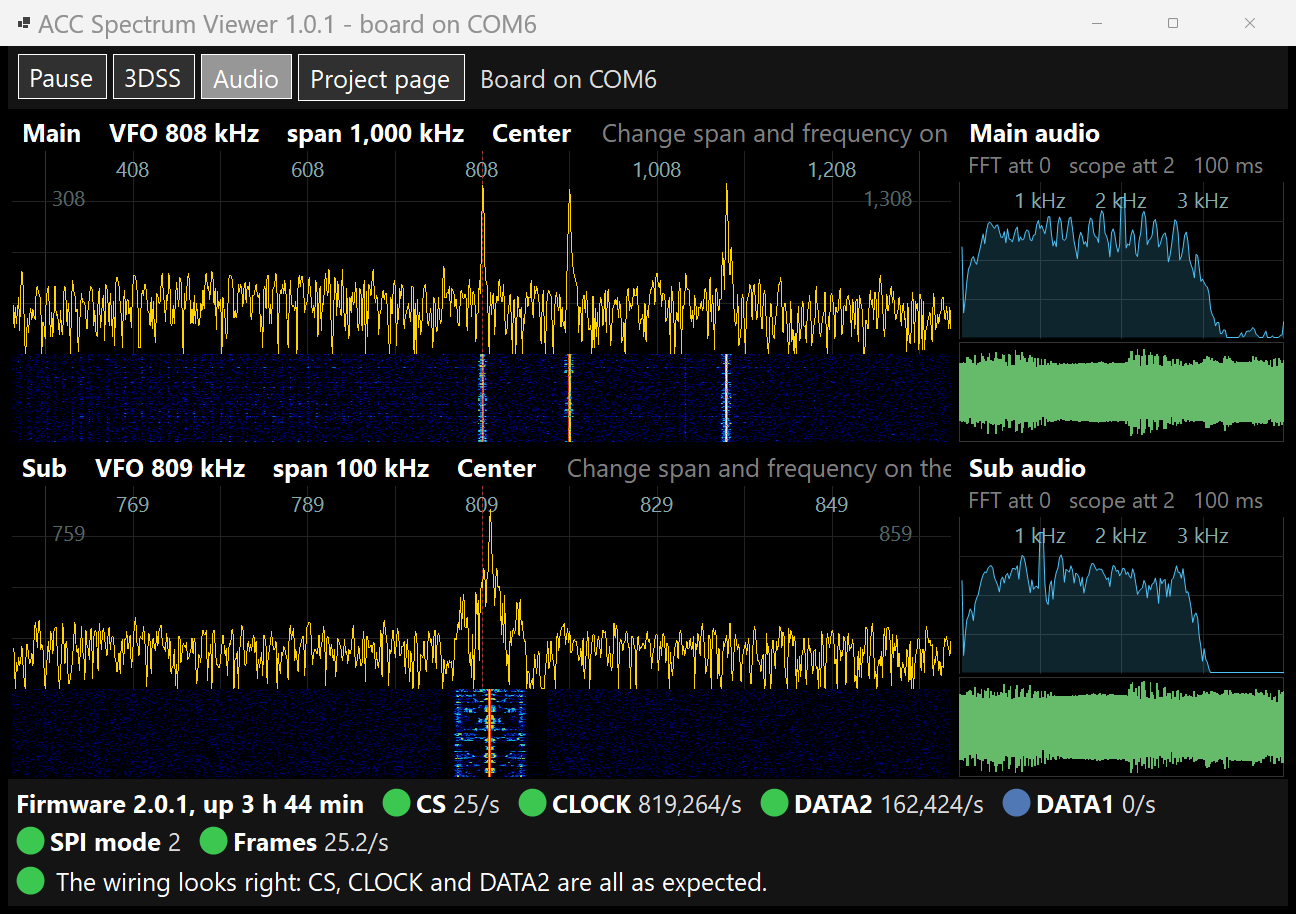 ACC Spectrum Viewer 1.0.1 - board on COM6
Pause 3DSS Audio Project page Board on COM6
Main VFO 808 kHz span 1,000 kHz Center Change span and frequency on
408 608 808 1,008 1,208
308 1,308
Main audio
FFT att 0 scope att 2 100 ms
1 kHz 2 kHz 3 kHz
Sub VFO 809 kHz span 100 kHz Center Change span and frequency on the
769 789 809 829 849
759 859
Sub audio
FFT att 0 scope att 2 100 ms
1 kHz 2 kHz 3 kHz
Firmware 2.0.1, up 3 h 44 min CS 25/s CLOCK 819,264/s DATA2 162,424/s DATA1 0/s
SPI mode 2 Frames 25.2/s
The wiring looks right: CS, CLOCK and DATA2 are all as expected.